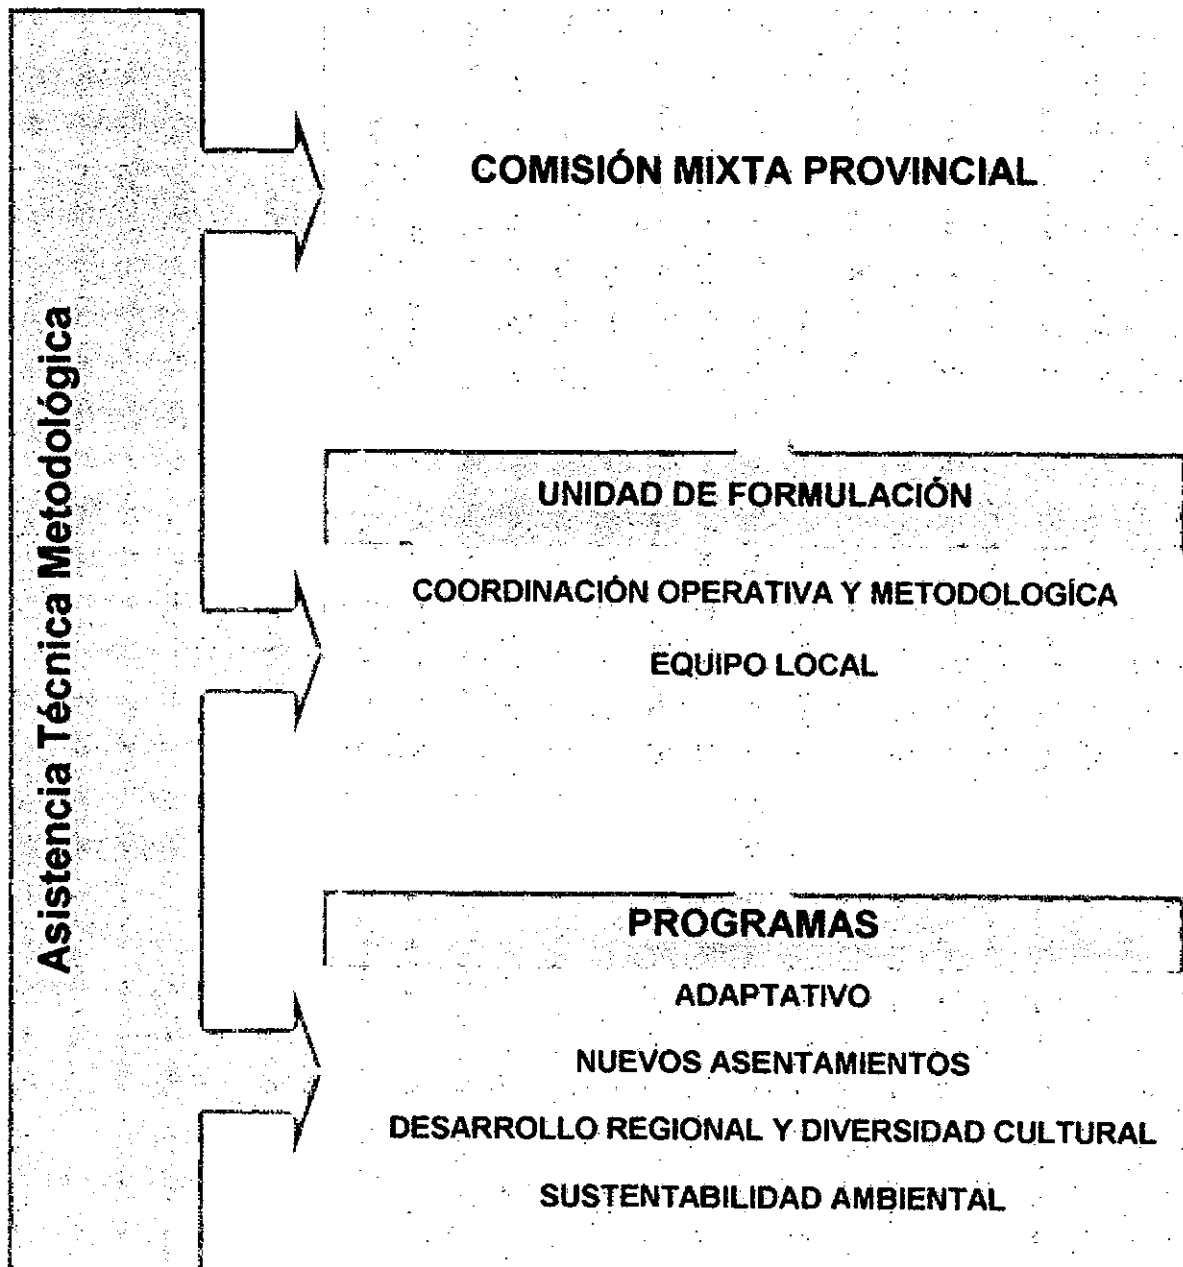 Asistencia Técnica Metodológica
COMISIÓN MIXTA PROVINCIAL
UNIDAD DE FORMULACIÓN
COORDINACIÓN OPERATIVA Y METODOLOGÍCA
EQUIPO LOCAL
PROGRAMAS
ADAPTATIVO
NUEVOS ASENTAMIENTOS
DESARROLLO REGIONAL Y DIVERSIDAD CULTURAL
SUSTENTABILIDAD AMBIENTAL